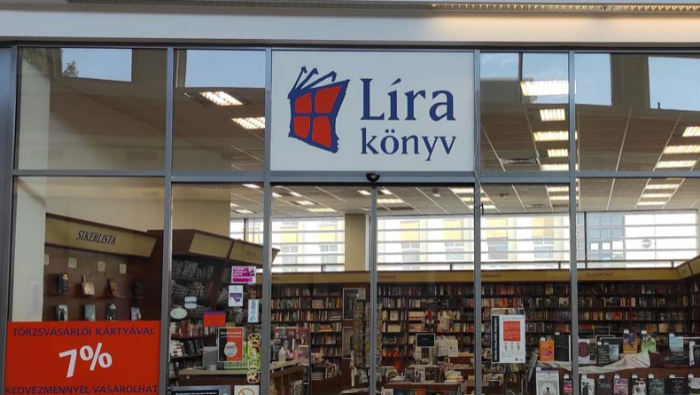 Líra
könyv
SIKERLISTA
TÖRZSVÁSÁRLÓI KÁRTYÁVAL
7%
KEDVEZMÉNNYEL VÁSÁROLHAT